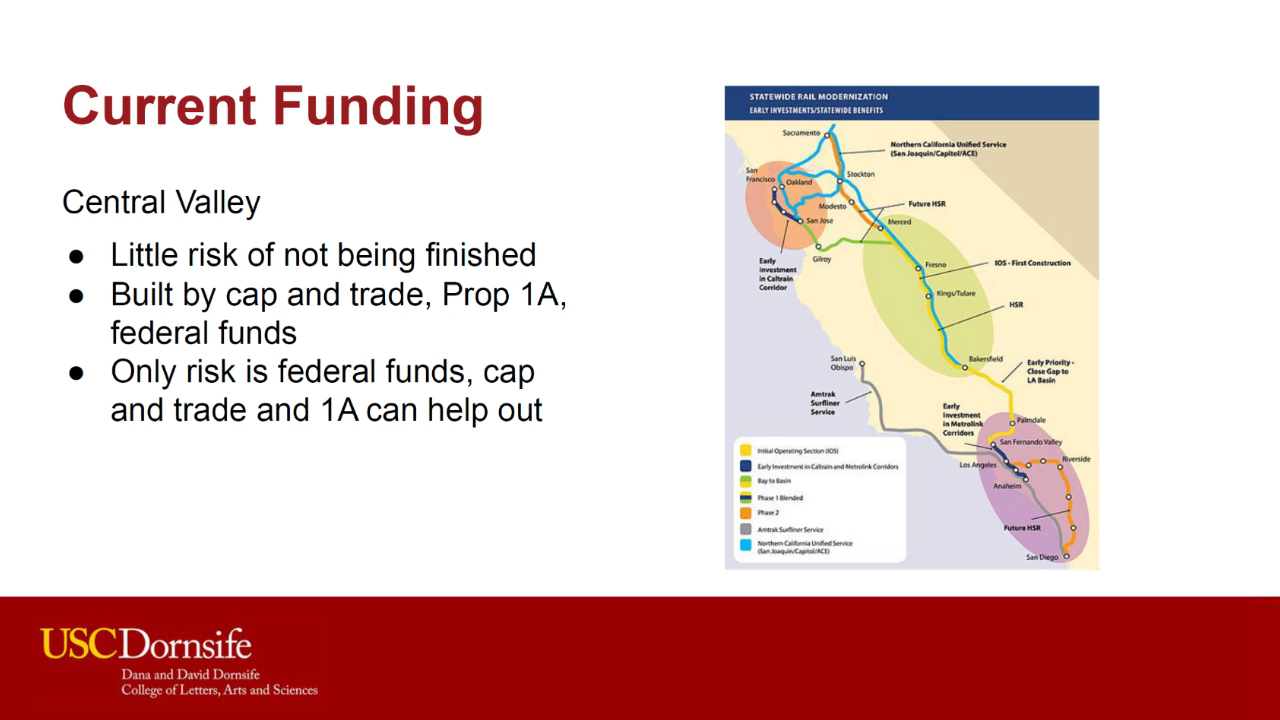 Current Funding
Central Valley
● Little risk of not being finished
● Built by cap and trade, Prop 1A,
federal funds
● Only risk is federal funds, cap
and trade and 1A can help out
STATEWIDE RAIL MODERNIZATION
EARLY INVESTMENTS/STATEWIDE BENEFITS
Sacramento
Northern California Unified Service
(San Joaquin/Capitol/ACE)
San
Francisco
Oakland
Stockton
Modesto
Future HSR
San Jose
Merced
Gilroy
Early
Investment
in Caltrain
Corridor
Fresno
IOS - First Construction
Kings/Tulare
HSR
San Luis
Obispo
Bakersfield
Early Priority -
Close Gap to
LA Basin
Amtrak
Surfliner
Service
Early
Investment
in Metrolink
Corridors
Palmdale
San Fernando Valley
Los Angeles
Riverside
Anaheim
Future HSR
San Diego
Initial Operating Section (IOS)
Early Investment in Caltrain and Metrolink Corridors
Bay to Basin
Phase 1 Blended
Phase 2
Amtrak Surfliner Service
Northern California Unified Service
(San Joaquin/Capitol/ACE)
USC Dornsife
Dana and David Dornsife
College of Letters, Arts and Sciences